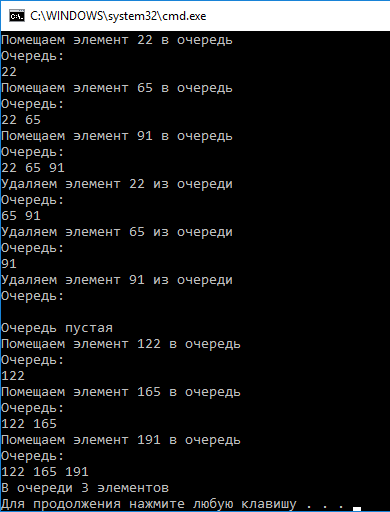 C:\WINDOWS\system32\cmd.exe
Помещаем элемент 22 в очередь
Очередь:
22
Помещаем элемент 65 в очередь
Очередь:
22 65
Помещаем элемент 91 в очередь
Очередь:
22 65 91
Удаляем элемент 22 из очереди
Очередь:
65 91
Удаляем элемент 65 из очереди
Очередь:
91
Удаляем элемент 91 из очереди
Очередь:
Очередь пустая
Помещаем элемент 122 в очередь
Очередь:
122
Помещаем элемент 165 в очередь
Очередь:
122 165
Помещаем элемент 191 в очередь
Очередь:
122 165 191
В очереди 3 элементов
Для продолжения нажмите любую клавишу . . .